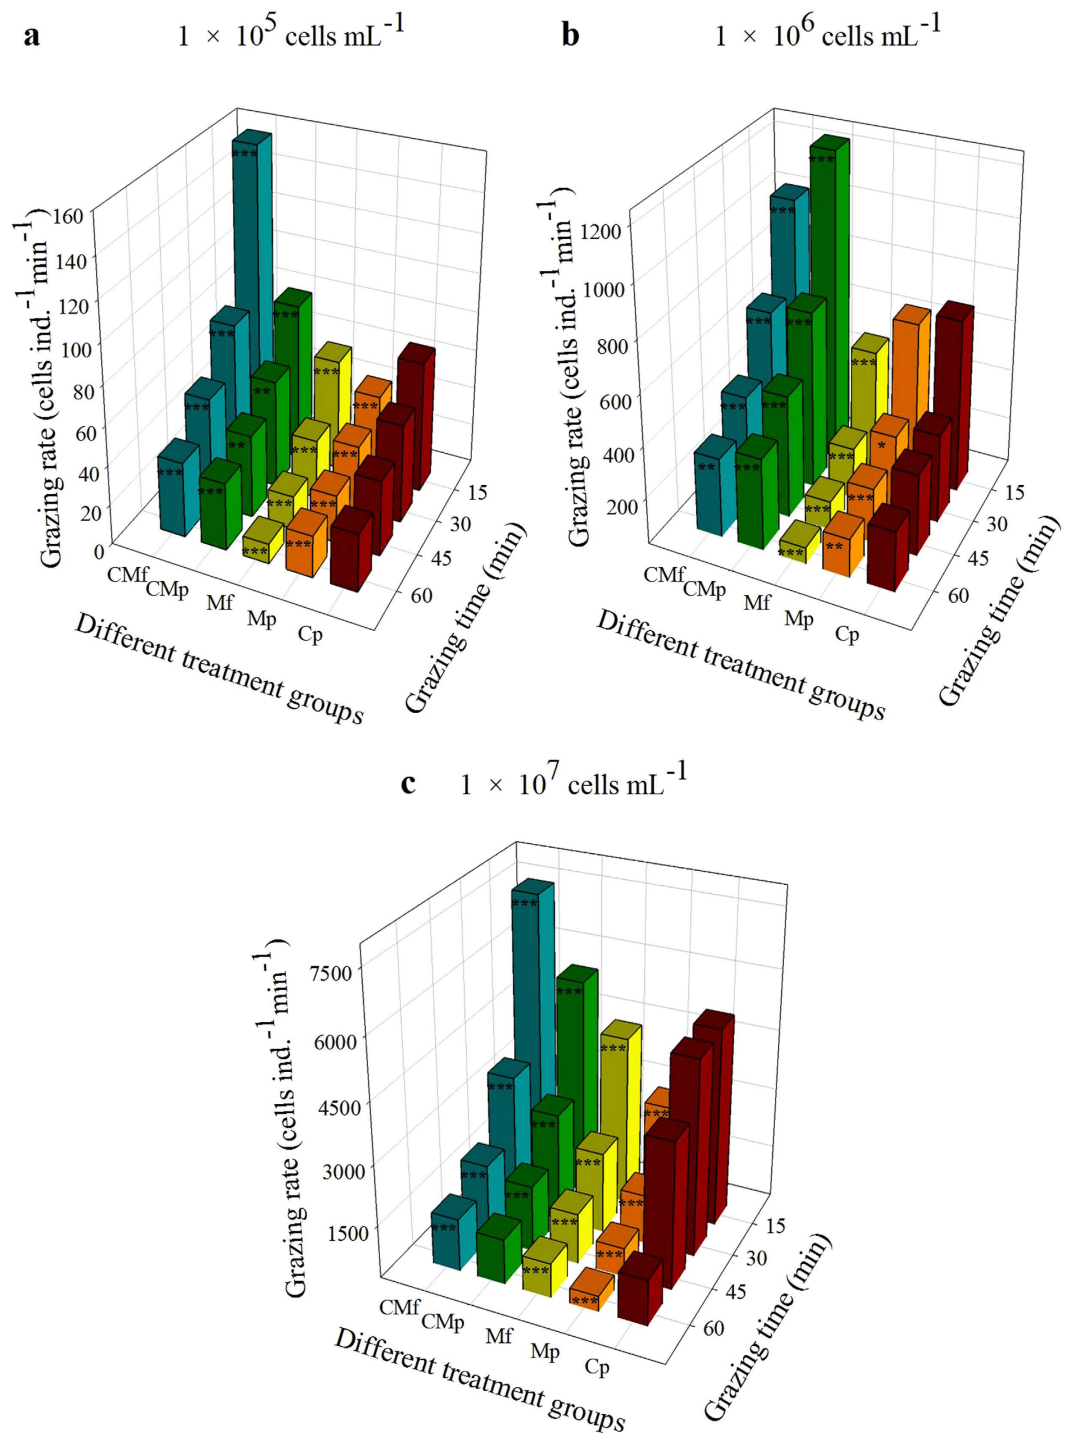 a 1 × 10^5 cells mL^-1
Grazing rate (cells ind.^-1 min^-1)
160
140
120
100
80
60
40
20
0
*** *** *** *** 
*** *** *** ***
*** ** *** ***
*** *** *** ***
CMf
CMp
Mf
Mp
Cp
15
30
45
60
Different treatment groups
Grazing time (min)
b 1 × 10^6 cells mL^-1
Grazing rate (cells ind.^-1 min^-1)
1200
1000
800
600
400
200
*** *** ***
*** *** *** *
*** *** *** ***
** *** *** **
CMf
CMp
Mf
Mp
Cp
15
30
45
60
Different treatment groups
Grazing time (min)
c 1 × 10^7 cells mL^-1
Grazing rate (cells ind.^-1 min^-1)
7500
6000
4500
3000
1500
*** *** *** ***
*** *** *** ***
*** *** *** ***
*** *** ***
CMf
CMp
Mf
Mp
Cp
15
30
45
60
Different treatment groups
Grazing time (min)